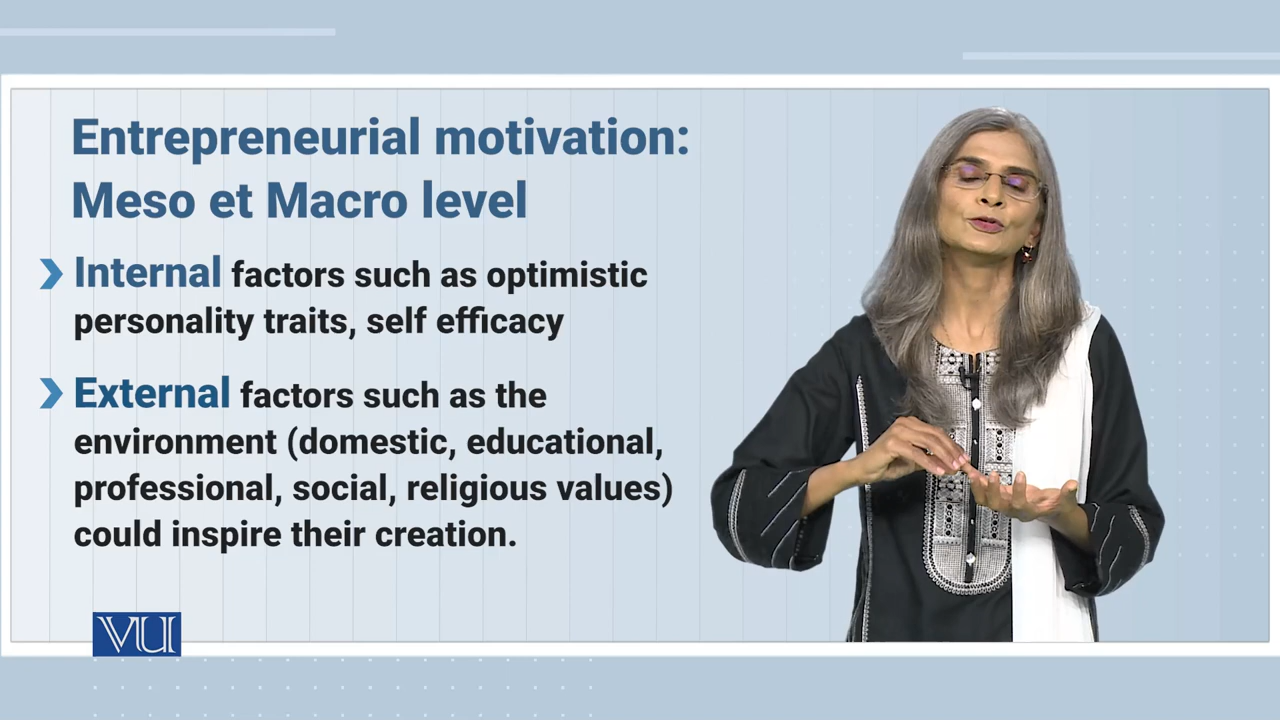 Entrepreneurial motivation:
Meso et Macro level
Internal factors such as optimistic
personality traits, self efficacy
External factors such as the
environment (domestic, educational,
professional, social, religious values)
could inspire their creation.
VU